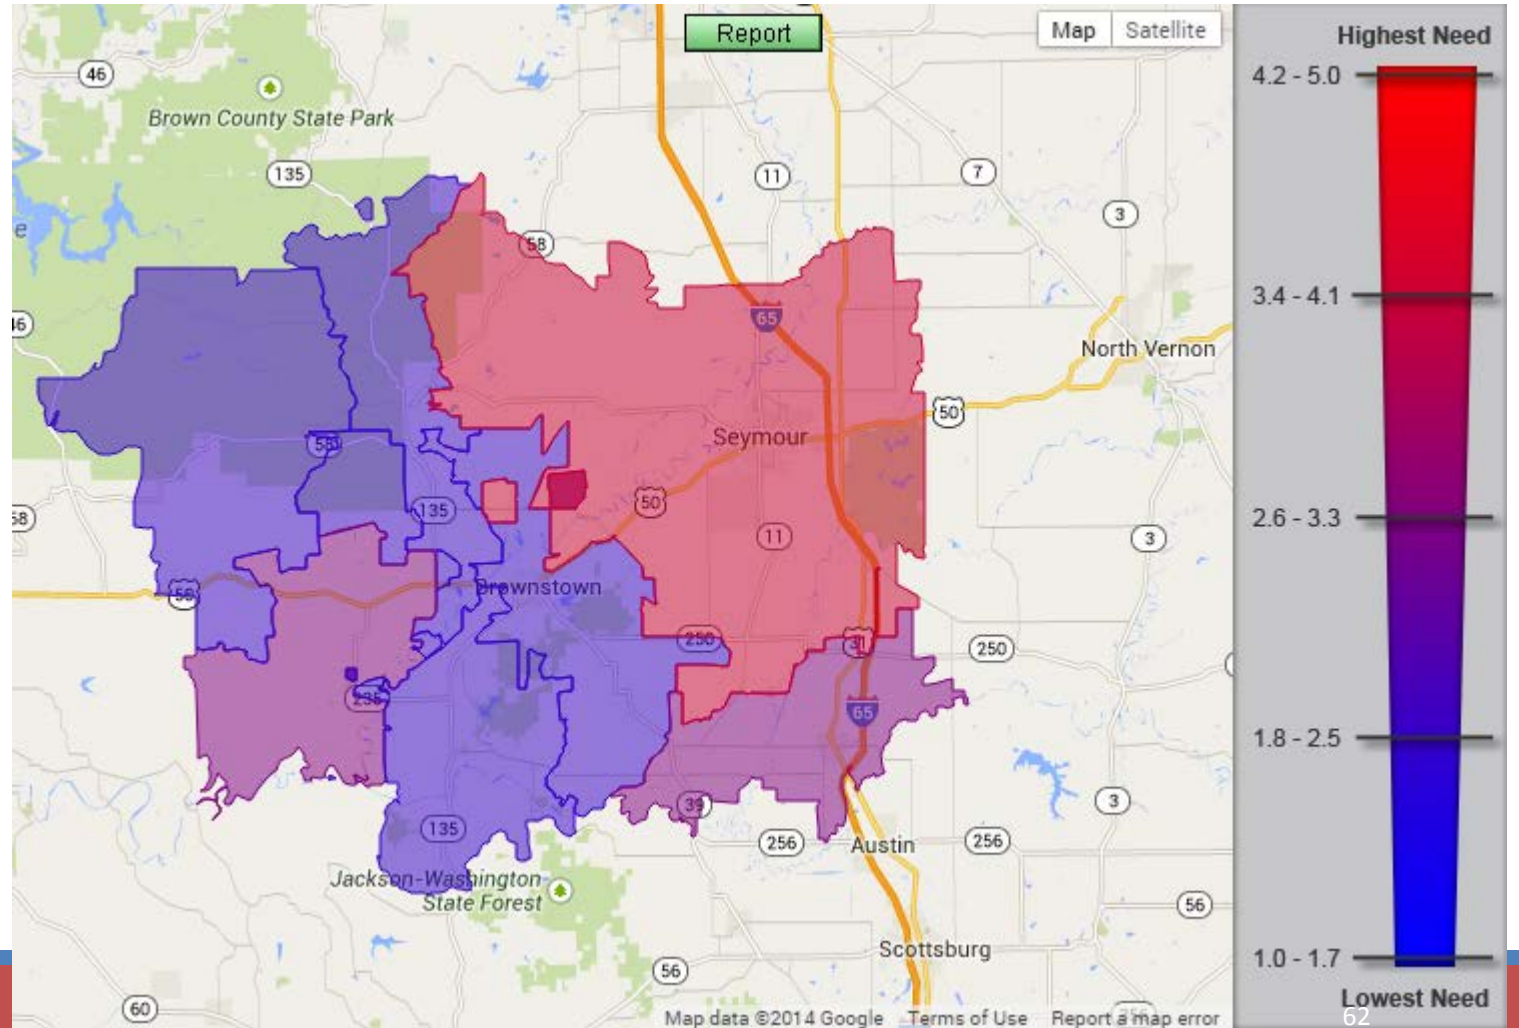 Report
Map
Satellite
46
Brown County State Park
135
11
7
3
e
58
46
65
North Vernon
50
Seymour
58
50
135
58
11
3
Brownstown
50
250
31
250
235
65
39
3
135
256
Austin
256
Jackson-Washington
State Forest
56
Scottsburg
56
60
Map data ©2014 Google
Terms of Use
Report a map error
Highest Need
4.2 - 5.0
3.4 - 4.1
2.6 - 3.3
1.8 - 2.5
1.0 - 1.7
Lowest Need
62